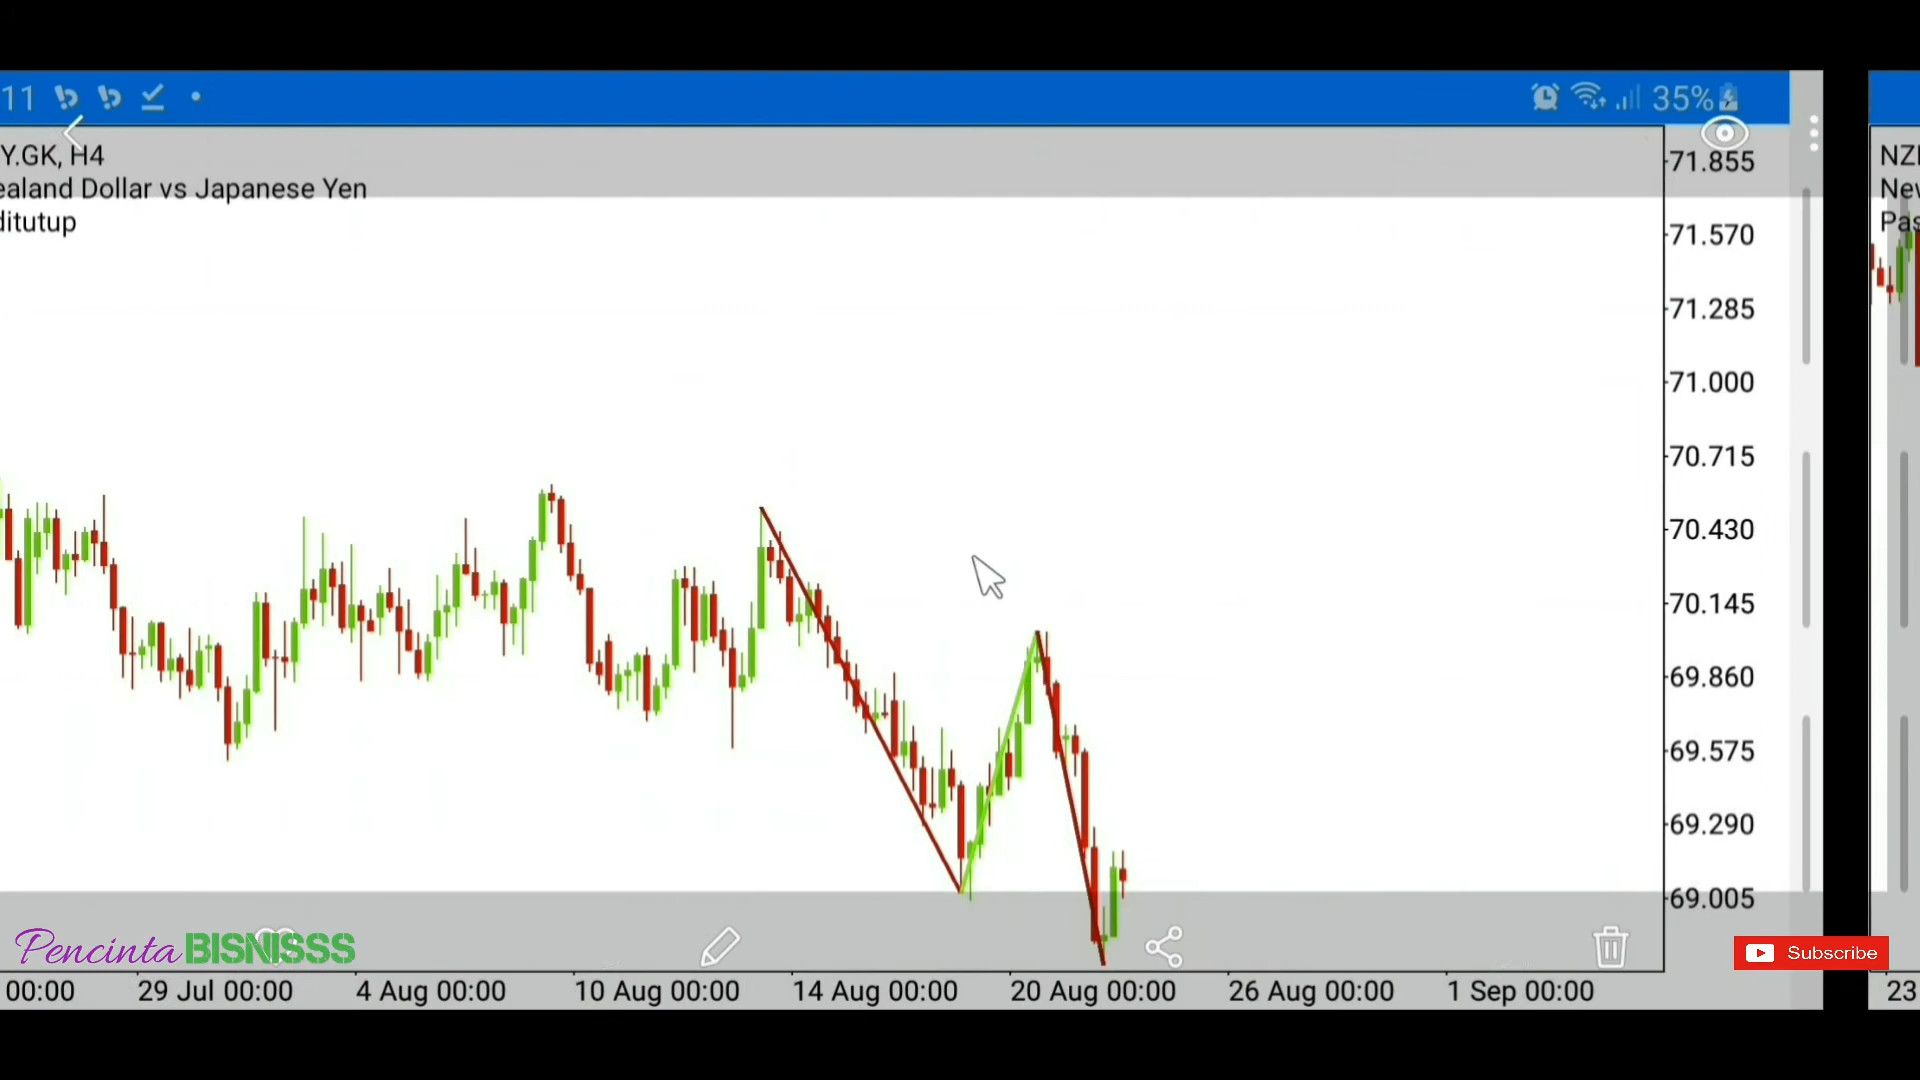 11
35%
Y.GK, H4
ealand Dollar vs Japanese Yen
ditutup
71.855
71.570
71.285
71.000
70.715
70.430
70.145
69.860
69.575
69.290
69.005
00:00 29 Jul 00:00 4 Aug 00:00 10 Aug 00:00 14 Aug 00:00 20 Aug 00:00 26 Aug 00:00 1 Sep 00:00
NZ
New
Pas
23
Pencinta BISNISSS
Subscribe